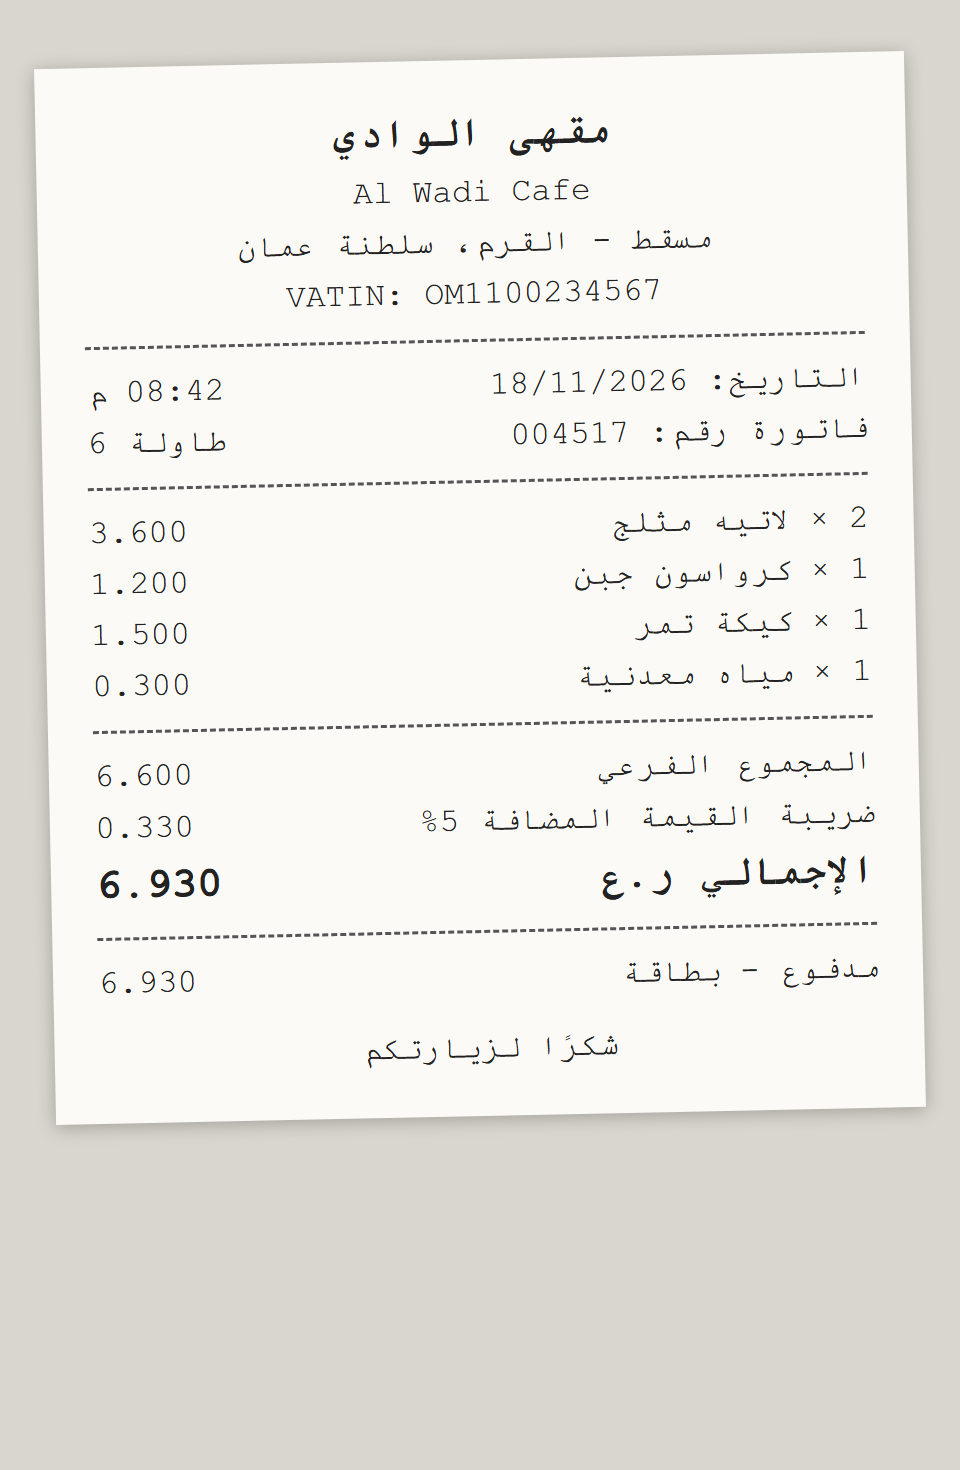 مقهى الوادي
Al Wadi Cafe
مسقط - القرم، سلطنة عمان
VATIN: OM1100234567
التاريخ: 18/11/2026 08:42 م
فاتورة رقم: 004517 طاولة 6
2 × لاتيه مثلج 3.600
1 × كرواسون جبن 1.200
1 × كيكة تمر 1.500
1 × مياه معدنية 0.300
المجموع الفرعي 6.600
ضريبة القيمة المضافة 5% 0.330
الإجمالي ر.ع 6.930
مدفوع - بطاقة 6.930
شكرًا لزيارتكم